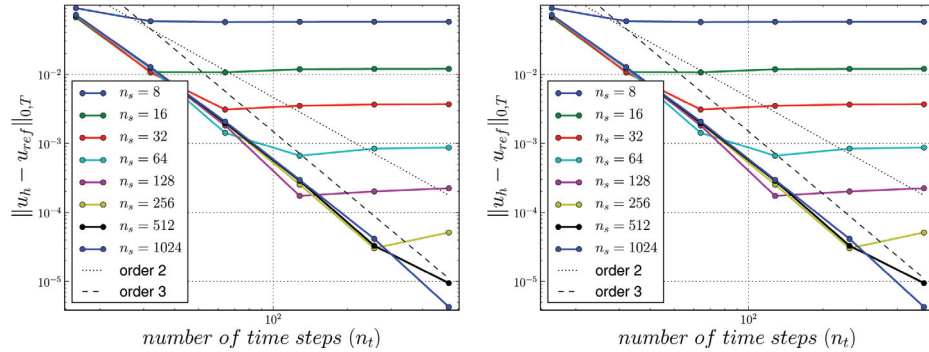 ‖u_h − u_ref‖_{0,T}
10^{-2}
10^{-3}
10^{-4}
10^{-5}
n_s = 8
n_s = 16
n_s = 32
n_s = 64
n_s = 128
n_s = 256
n_s = 512
n_s = 1024
order 2
order 3
10^2
number of time steps (n_t)
‖u_h − u_ref‖_{0,T}
10^{-2}
10^{-3}
10^{-4}
10^{-5}
n_s = 8
n_s = 16
n_s = 32
n_s = 64
n_s = 128
n_s = 256
n_s = 512
n_s = 1024
order 2
order 3
10^2
number of time steps (n_t)